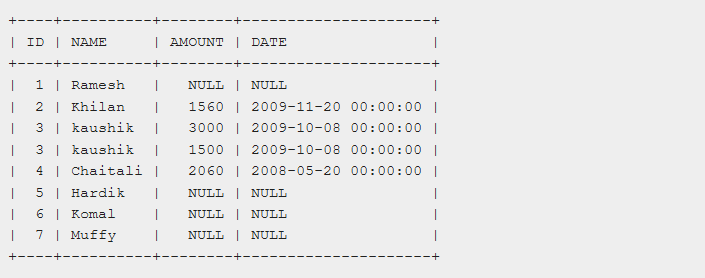 +----+----------+--------+---------------------+
| ID | NAME     | AMOUNT | DATE                |
+----+----------+--------+---------------------+
|  1 | Ramesh   |   NULL | NULL                |
|  2 | Khilan   |   1560 | 2009-11-20 00:00:00 |
|  3 | kaushik  |   3000 | 2009-10-08 00:00:00 |
|  3 | kaushik  |   1500 | 2009-10-08 00:00:00 |
|  4 | Chaitali |   2060 | 2008-05-20 00:00:00 |
|  5 | Hardik   |   NULL | NULL                |
|  6 | Komal    |   NULL | NULL                |
|  7 | Muffy    |   NULL | NULL                |
+----+----------+--------+---------------------+